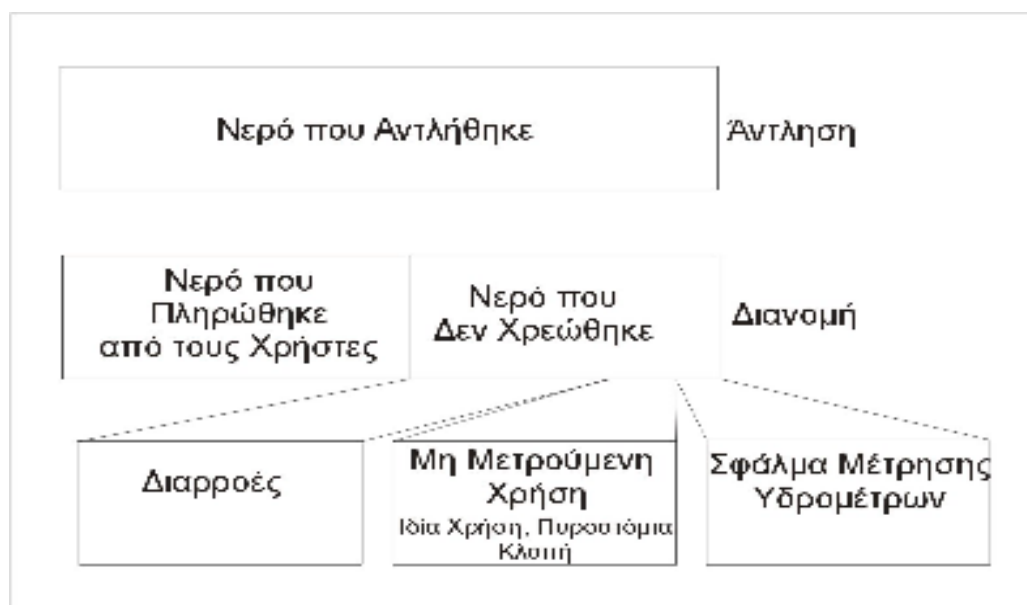 Νερό που Αντλήθηκε
Άντληση
Νερό που
Πληρώθηκε
από τους Χρήστες
Νερό που
Δεν Χρεώθηκε
Διανομή
Διαρροές
Μη Μετρούμενη
Χρήση
Ιδία Χρήση, Πυροστόμια
Κλοπή
Σφάλμα Μέτρησης
Υδρομέτρων